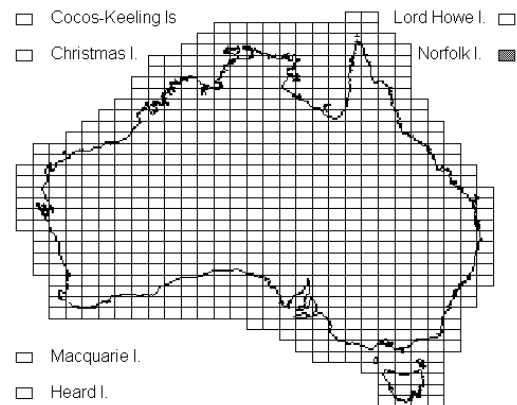 Cocos-Keeling Is
Lord Howe I.
Christmas I.
Norfolk I.
Macquarie I.
Heard I.